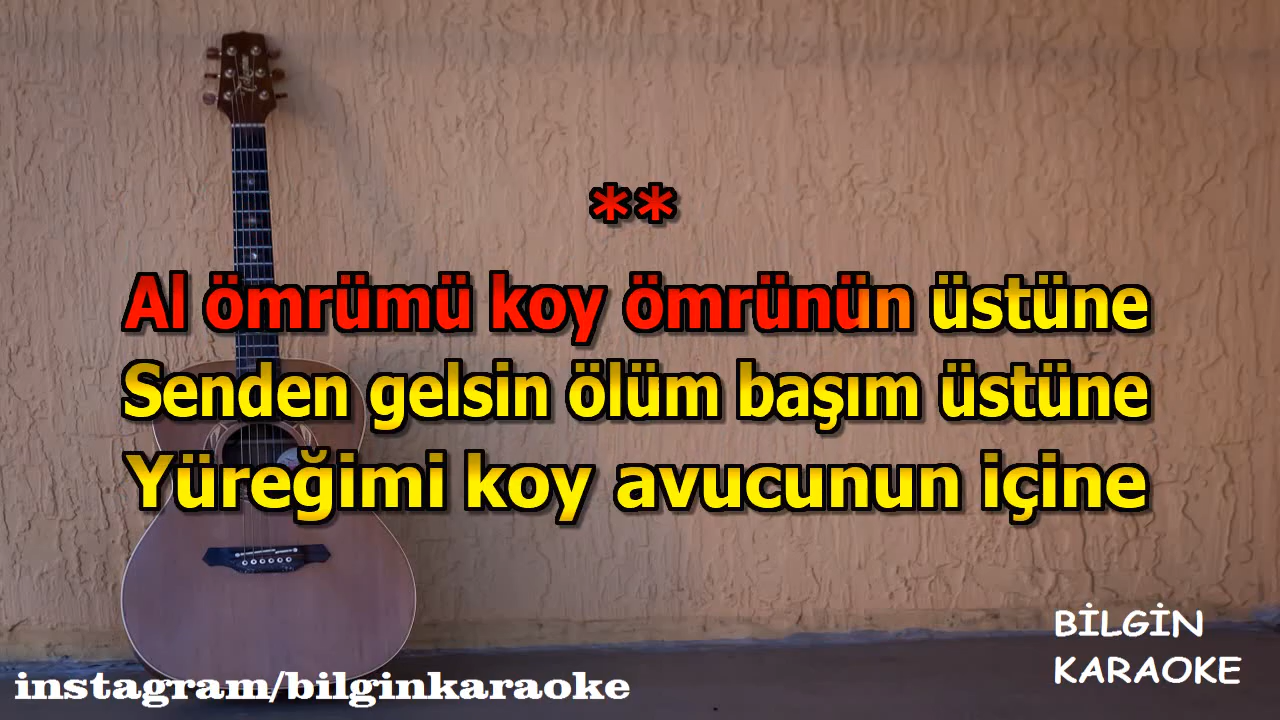 **
Al ömrümü koy ömrünün üstüne
Senden gelsin ölüm başım üstüne
Yüreğimi koy avucunun içine
BİLGİN
KARAOKE
instagram/bilginkaraoke